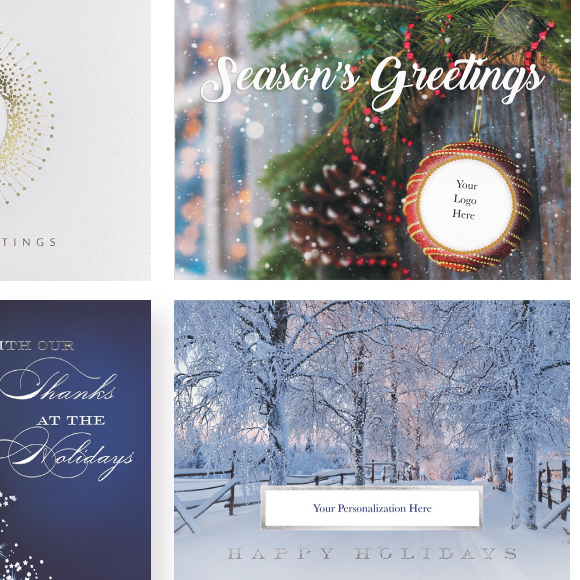 TINGS
Season's Greetings
Your
Logo
Here
ITH OUR
Thanks
AT THE
Holidays
Your Personalization Here
HAPPY HOLIDAYS